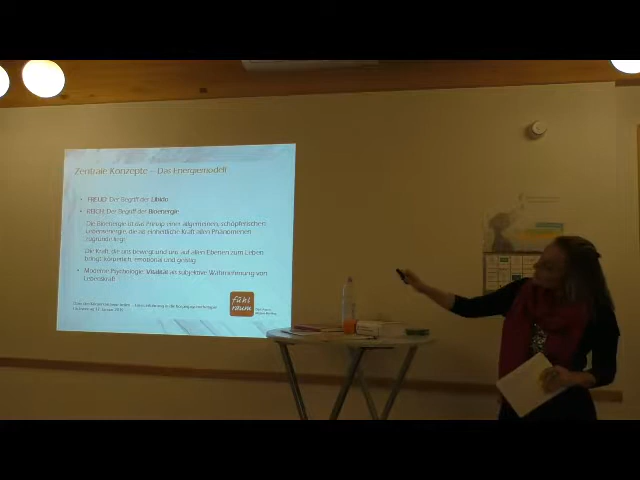 Zentrale Konzepte – Das Energiemodell
FREUD: Der Begriff der Libido
REICH: Der Begriff der Bioenergie
Die Bioenergie ist das Prinzip einer allgemeinen, schöpferischen
Lebensenergie, die als einheitliche Kraft allen Phänomenen
zugrunde liegt
Die Kraft, die uns bewegt und uns auf allen Ebenen zum Leben
bringt: körperlich, emotional und geistig
Moderne Psychologie: Vitalität als subjektive Wahrnehmung von
Lebenskraft
fühl
raum